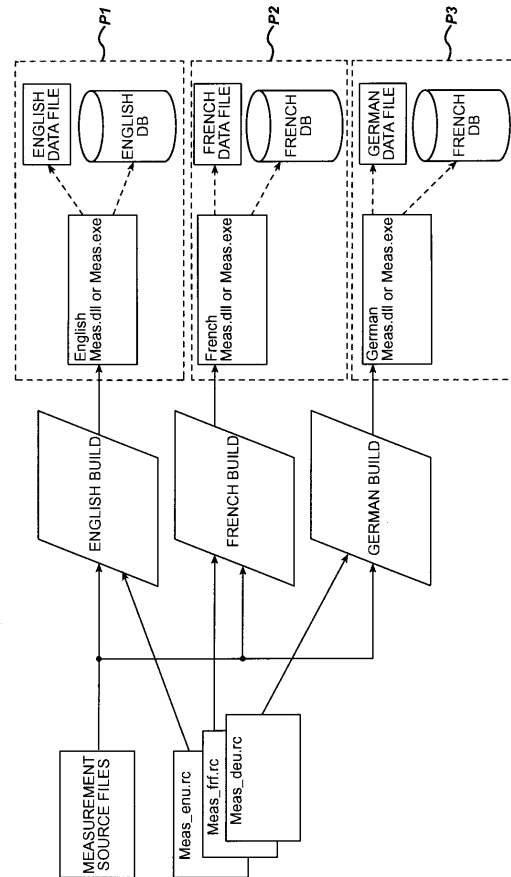 MEASUREMENT
SOURCE FILES
Meas_enu.rc
Meas_frf.rc
Meas_deu.rc
ENGLISH BUILD
FRENCH BUILD
GERMAN BUILD
English
Meas.dll or Meas.exe
ENGLISH
DATA FILE
ENGLISH
DB
P1
French
Meas.dll or Meas.exe
FRENCH
DATA FILE
FRENCH
DB
P2
German
Meas.dll or Meas.exe
GERMAN
DATA FILE
FRENCH
DB
P3